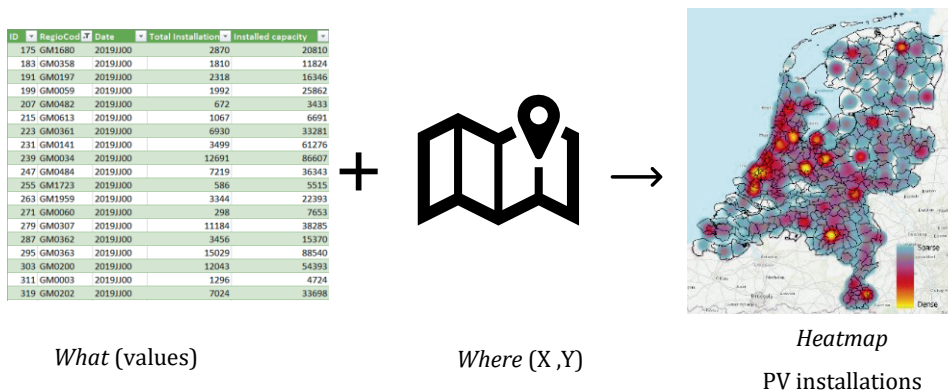 ID RegioCod Date Total Installation Installed capacity
175 GM1680 2019JJ00 2870 20810
183 GM0358 2019JJ00 1810 11824
191 GM0197 2019JJ00 2318 16346
199 GM0059 2019JJ00 1992 25862
207 GM0482 2019JJ00 672 3433
215 GM0613 2019JJ00 1067 6691
223 GM0361 2019JJ00 6930 33281
231 GM0141 2019JJ00 3499 61276
239 GM0034 2019JJ00 12691 86607
247 GM0484 2019JJ00 7219 36343
255 GM1723 2019JJ00 586 5515
263 GM1959 2019JJ00 3344 22393
271 GM0060 2019JJ00 298 7653
279 GM0307 2019JJ00 11184 38285
287 GM0362 2019JJ00 3456 15370
295 GM0363 2019JJ00 15029 88540
303 GM0200 2019JJ00 12043 54393
311 GM0003 2019JJ00 1296 4724
319 GM0202 2019JJ00 7024 33698
+
Sparse
Dense
What (values)
Where (X ,Y)
Heatmap
PV installations